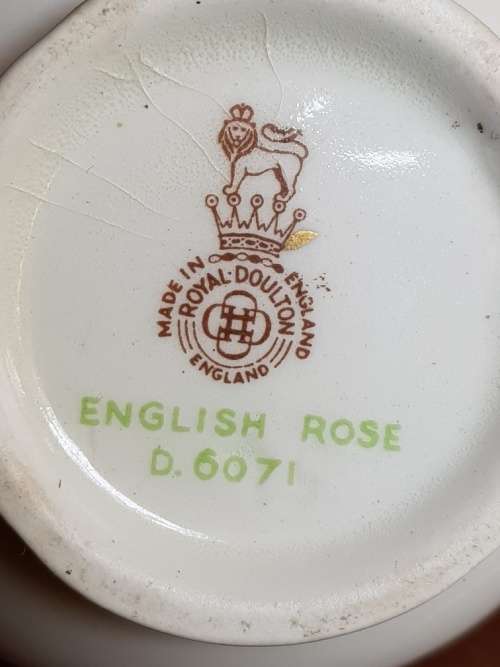 MADE IN ENGLAND
ROYAL·DOULTON
ENGLAND
ENGLISH ROSE
D.6071